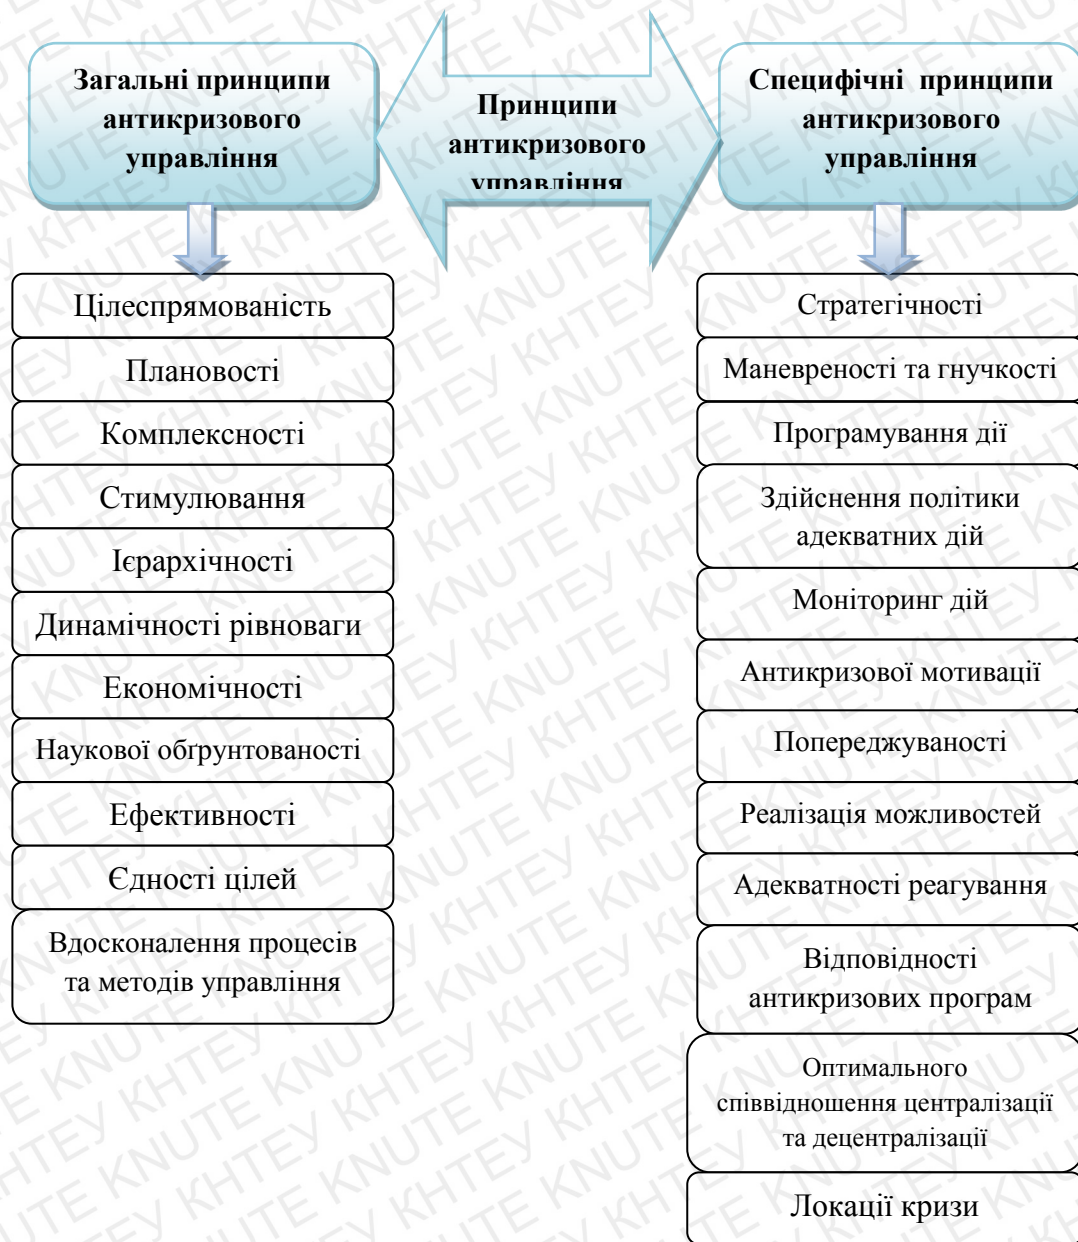 Загальні принципи
антикризового
управління
Принципи
антикризового
управління
Специфічні принципи
антикризового
управління
Цілеспрямованість
Плановості
Комплексності
Стимулювання
Ієрархічності
Динамічності рівноваги
Економічності
Наукової обґрунтованості
Ефективності
Єдності цілей
Вдосконалення процесів
та методів управління
Стратегічності
Маневреності та гнучкості
Програмування дії
Здійснення політики
адекватних дій
Моніторинг дій
Антикризової мотивації
Попереджуваності
Реалізація можливостей
Адекватності реагування
Відповідності
антикризових програм
Оптимального
співвідношення централізації
та децентралізації
Локації кризи